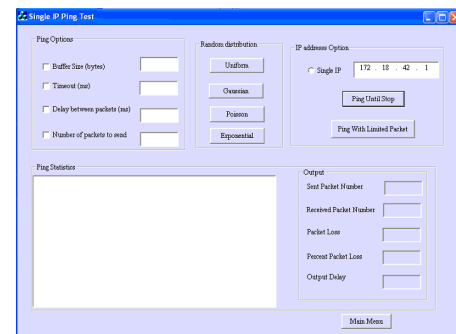 Single IP Ping Test
Ping Options
Buffer Size (bytes)
Timeout (ms)
Delay between packets (ms)
Number of packets to send
Random distribution
Uniform
Gaussian
Poisson
Exponential
IP addresss Option
Single IP
172 . 18 . 42 . 1
Ping Until Stop
Ping With Limited Packet
Ping Statistics
Output
Sent Packet Number
Received Packet Number
Packet Loss
Percent Packet Loss
Output Delay
Main Menu